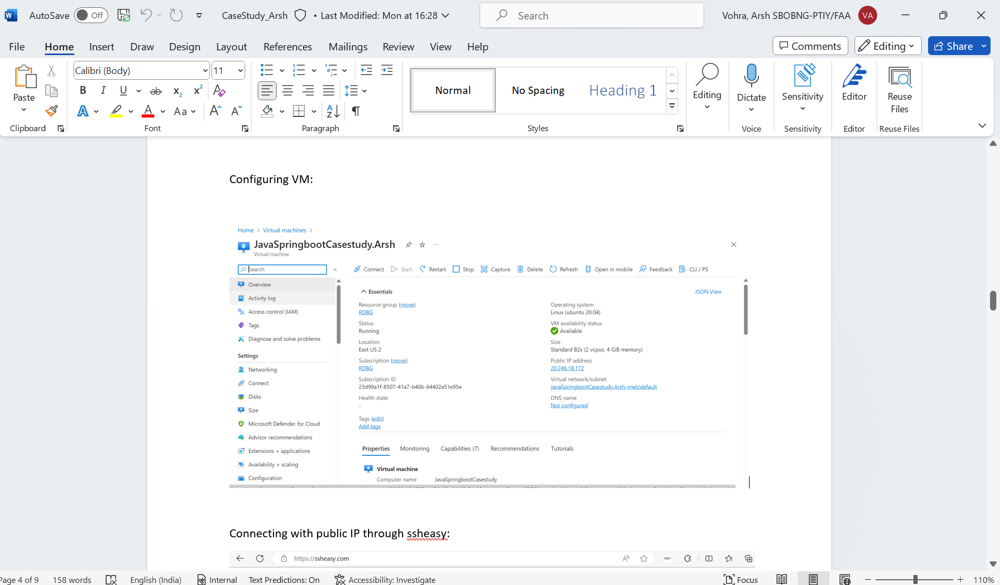 AutoSave Off CaseStudy_Arsh • Last Modified: Mon at 16:28 Search Vohra, Arsh SBOBNG-PTIY/FAA VA
File Home Insert Draw Design Layout References Mailings Review View Help Comments Editing Share
Paste
Calibri (Body) 11
Normal No Spacing Heading 1
Editing Dictate Sensitivity Editor Reuse Files
Clipboard Font Paragraph Styles Voice Sensitivity Editor Reuse Files
Configuring VM:
Home > Virtual machines >
JavaSpringbootCasestudy.Arsh
Virtual machine
Search
Connect Start Restart Stop Capture Delete Refresh Open in mobile Feedback CLI / PS
Overview
Activity log
Access control (IAM)
Tags
Diagnose and solve problems
Settings
Networking
Connect
Disks
Size
Microsoft Defender for Cloud
Advisor recommendations
Extensions + applications
Availability + scaling
Configuration
Essentials JSON View
Resource group (move)
RDBG
Status
Running
Location
East US 2
Subscription (move)
RDBG
Subscription ID
23d99a1f-8507-41a7-b40b-64402a51e95e
Health state
-
Tags (edit)
Add tags
Operating system
Linux (ubuntu 20.04)
VM availability status
Available
Size
Standard B2s (2 vcpus, 4 GiB memory)
Public IP address
20.246.18.172
Virtual network/subnet
JavaSpringbootCasestudy.Arsh-vnet/default
DNS name
Not configured
Properties Monitoring Capabilities (7) Recommendations Tutorials
Virtual machine
Computer name JavaSpringbootCasestudy
Connecting with public IP through ssheasy:
https://ssheasy.com
Page 4 of 9 158 words English (India) Internal Text Predictions: On Accessibility: Investigate Focus 110%